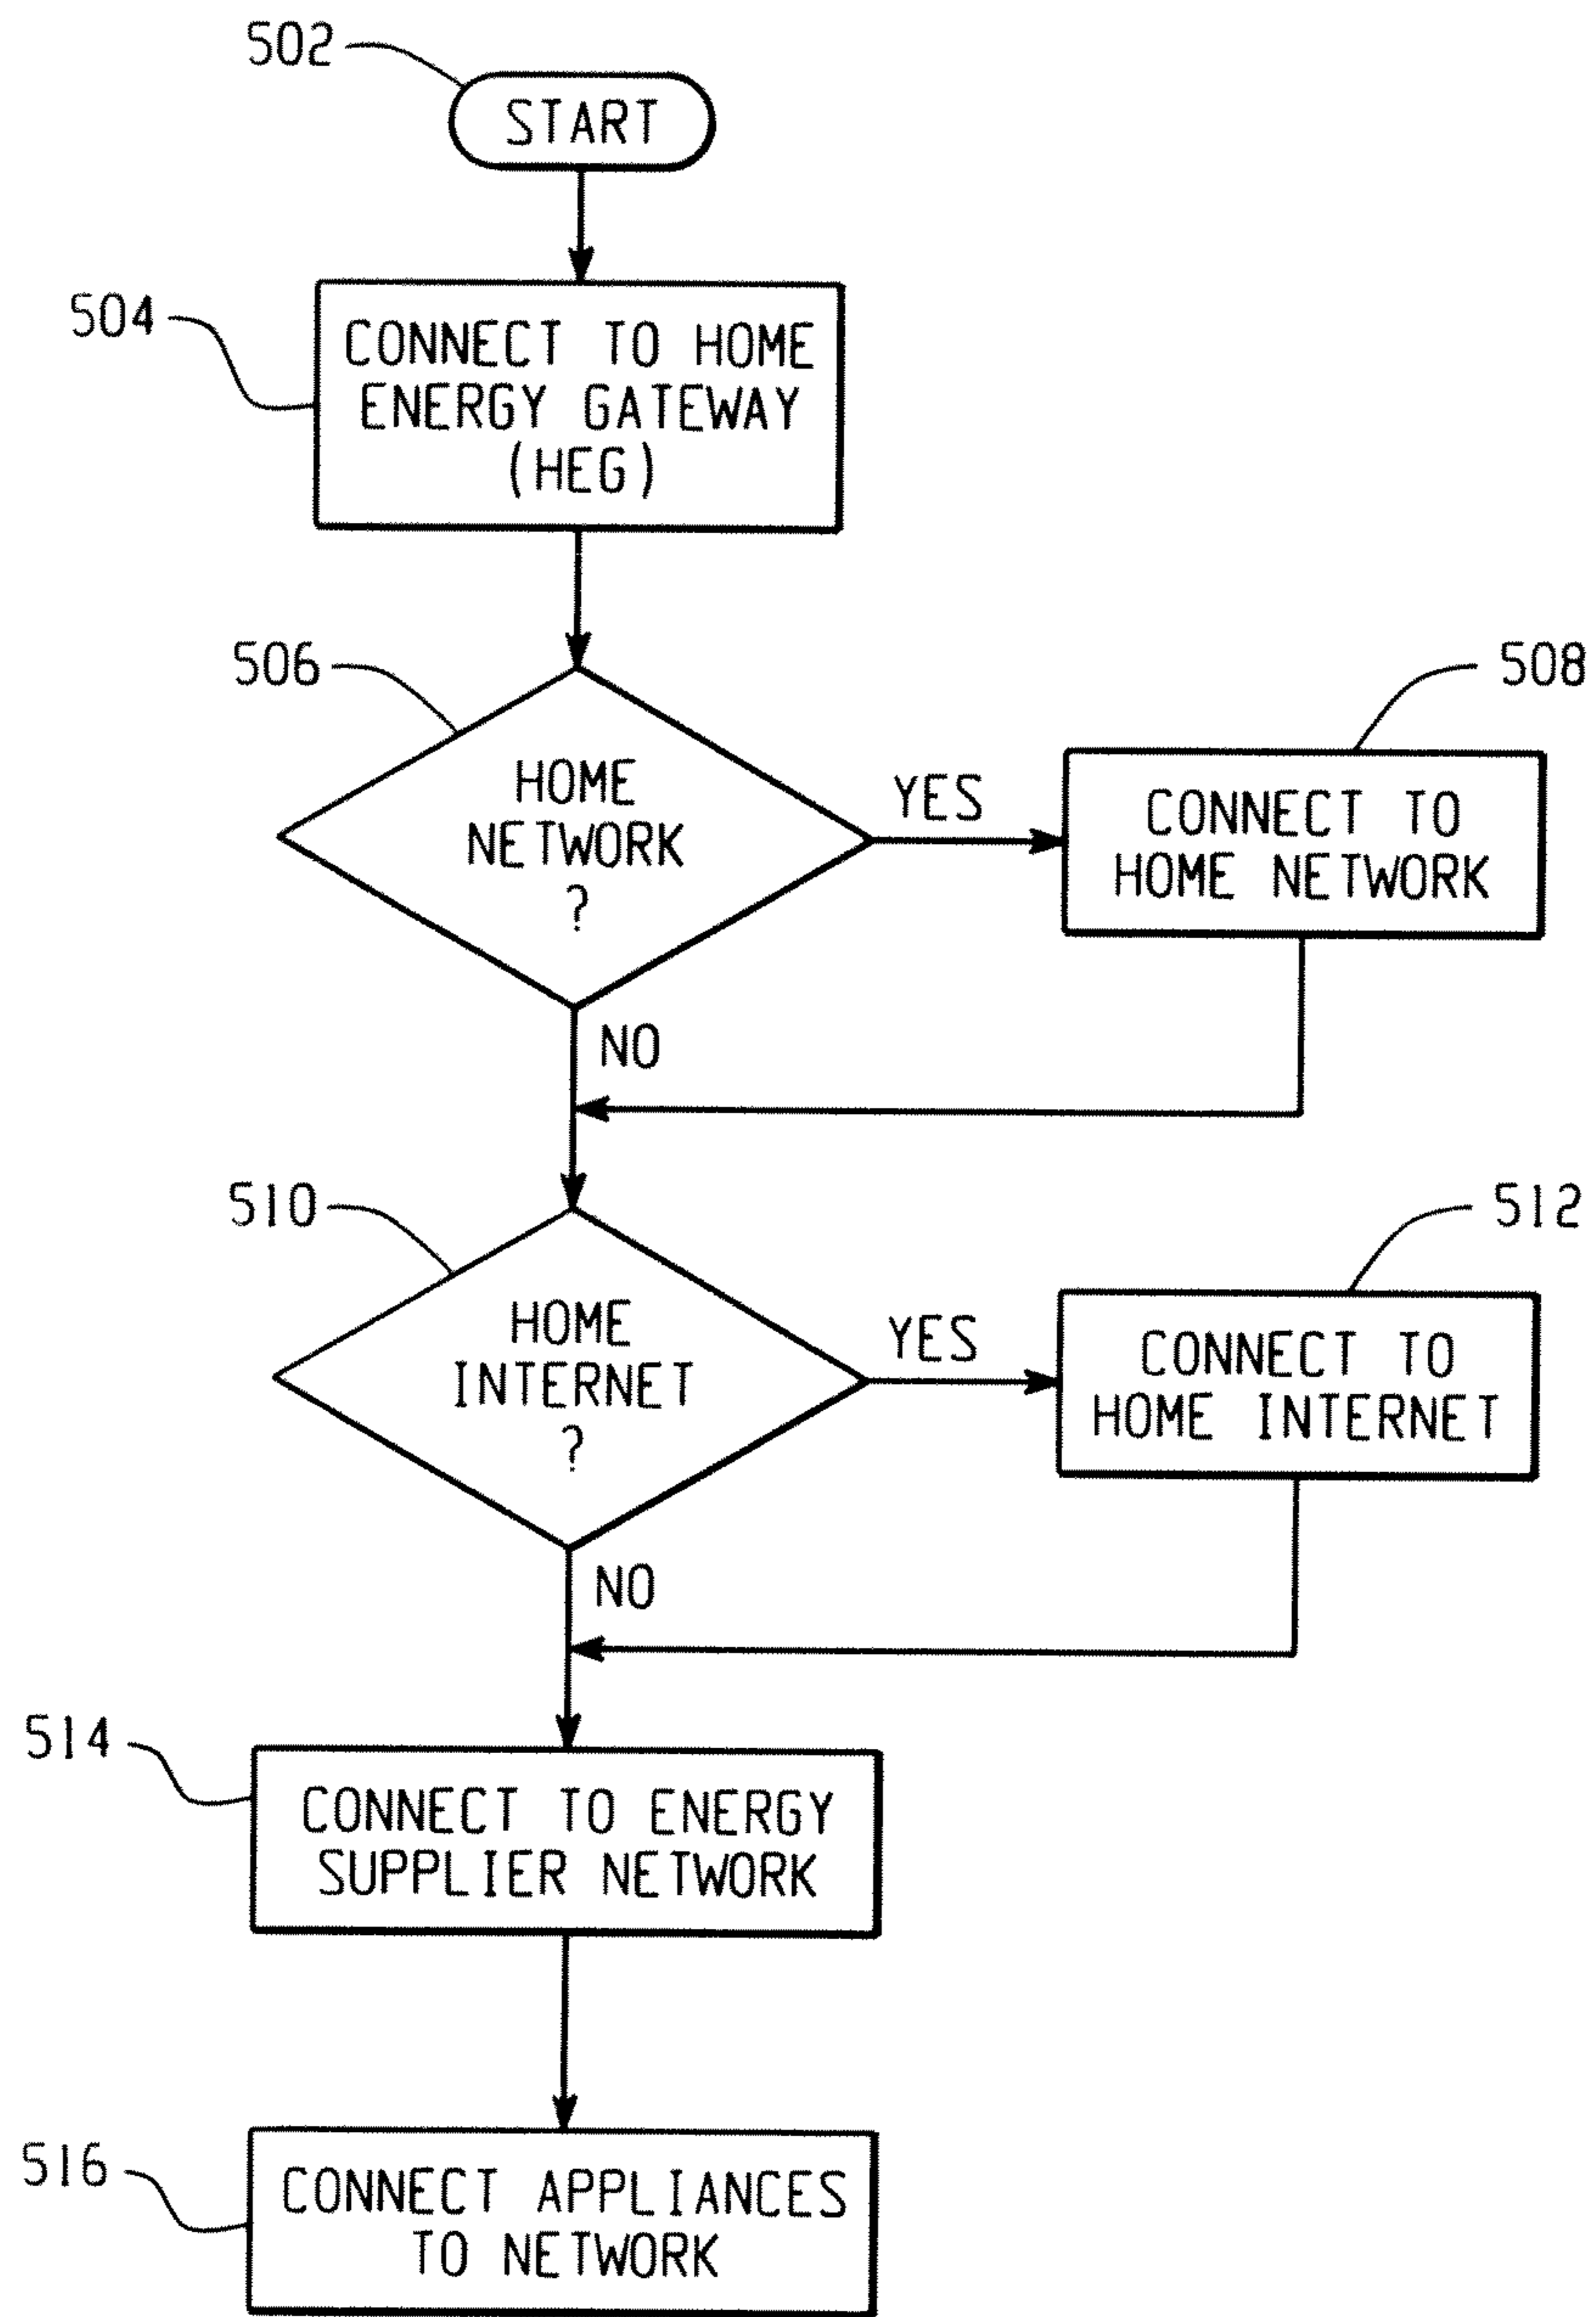 502
START
504
CONNECT TO HOME
ENERGY GATEWAY
(HEG)
506
HOME
NETWORK
?
YES
508
CONNECT TO
HOME NETWORK
NO
510
HOME
INTERNET
?
YES
512
CONNECT TO
HOME INTERNET
NO
514
CONNECT TO ENERGY
SUPPLIER NETWORK
516
CONNECT APPLIANCES
TO NETWORK